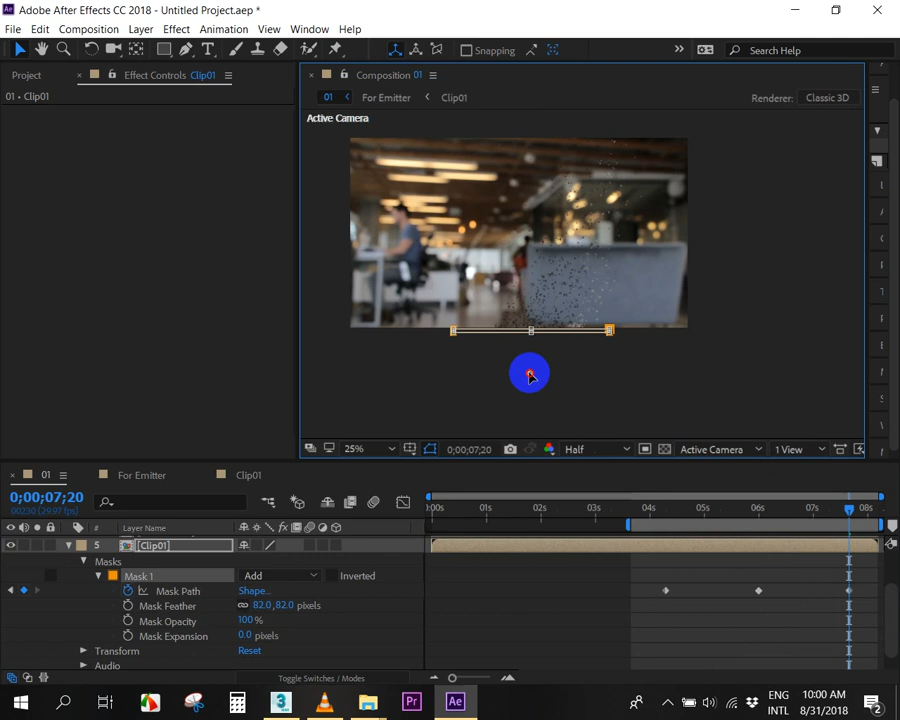 Adobe After Effects CC 2018 - Untitled Project.aep *
File Edit Composition Layer Effect Animation View Window Help
Snapping
Search Help
Project
Effect Controls Clip01
Composition 01
01 • Clip01
01 For Emitter Clip01
Renderer: Classic 3D
Active Camera
25%
0;00;07;20
Half
Active Camera
1 View
01
For Emitter
Clip01
0;00;07;20
00230 (29.97 fps)
:00s 01s 02s 03s 04s 05s 06s 07s 08s
# Layer Name
5 [Clip01]
Masks
Mask 1 Add Inverted
Mask Path Shape...
Mask Feather 82.0,82.0 pixels
Mask Opacity 100 %
Mask Expansion 0.0 pixels
Transform Reset
Audio
Toggle Switches / Modes
Pr
Ae
ENG
INTL
10:00 AM
8/31/2018
2